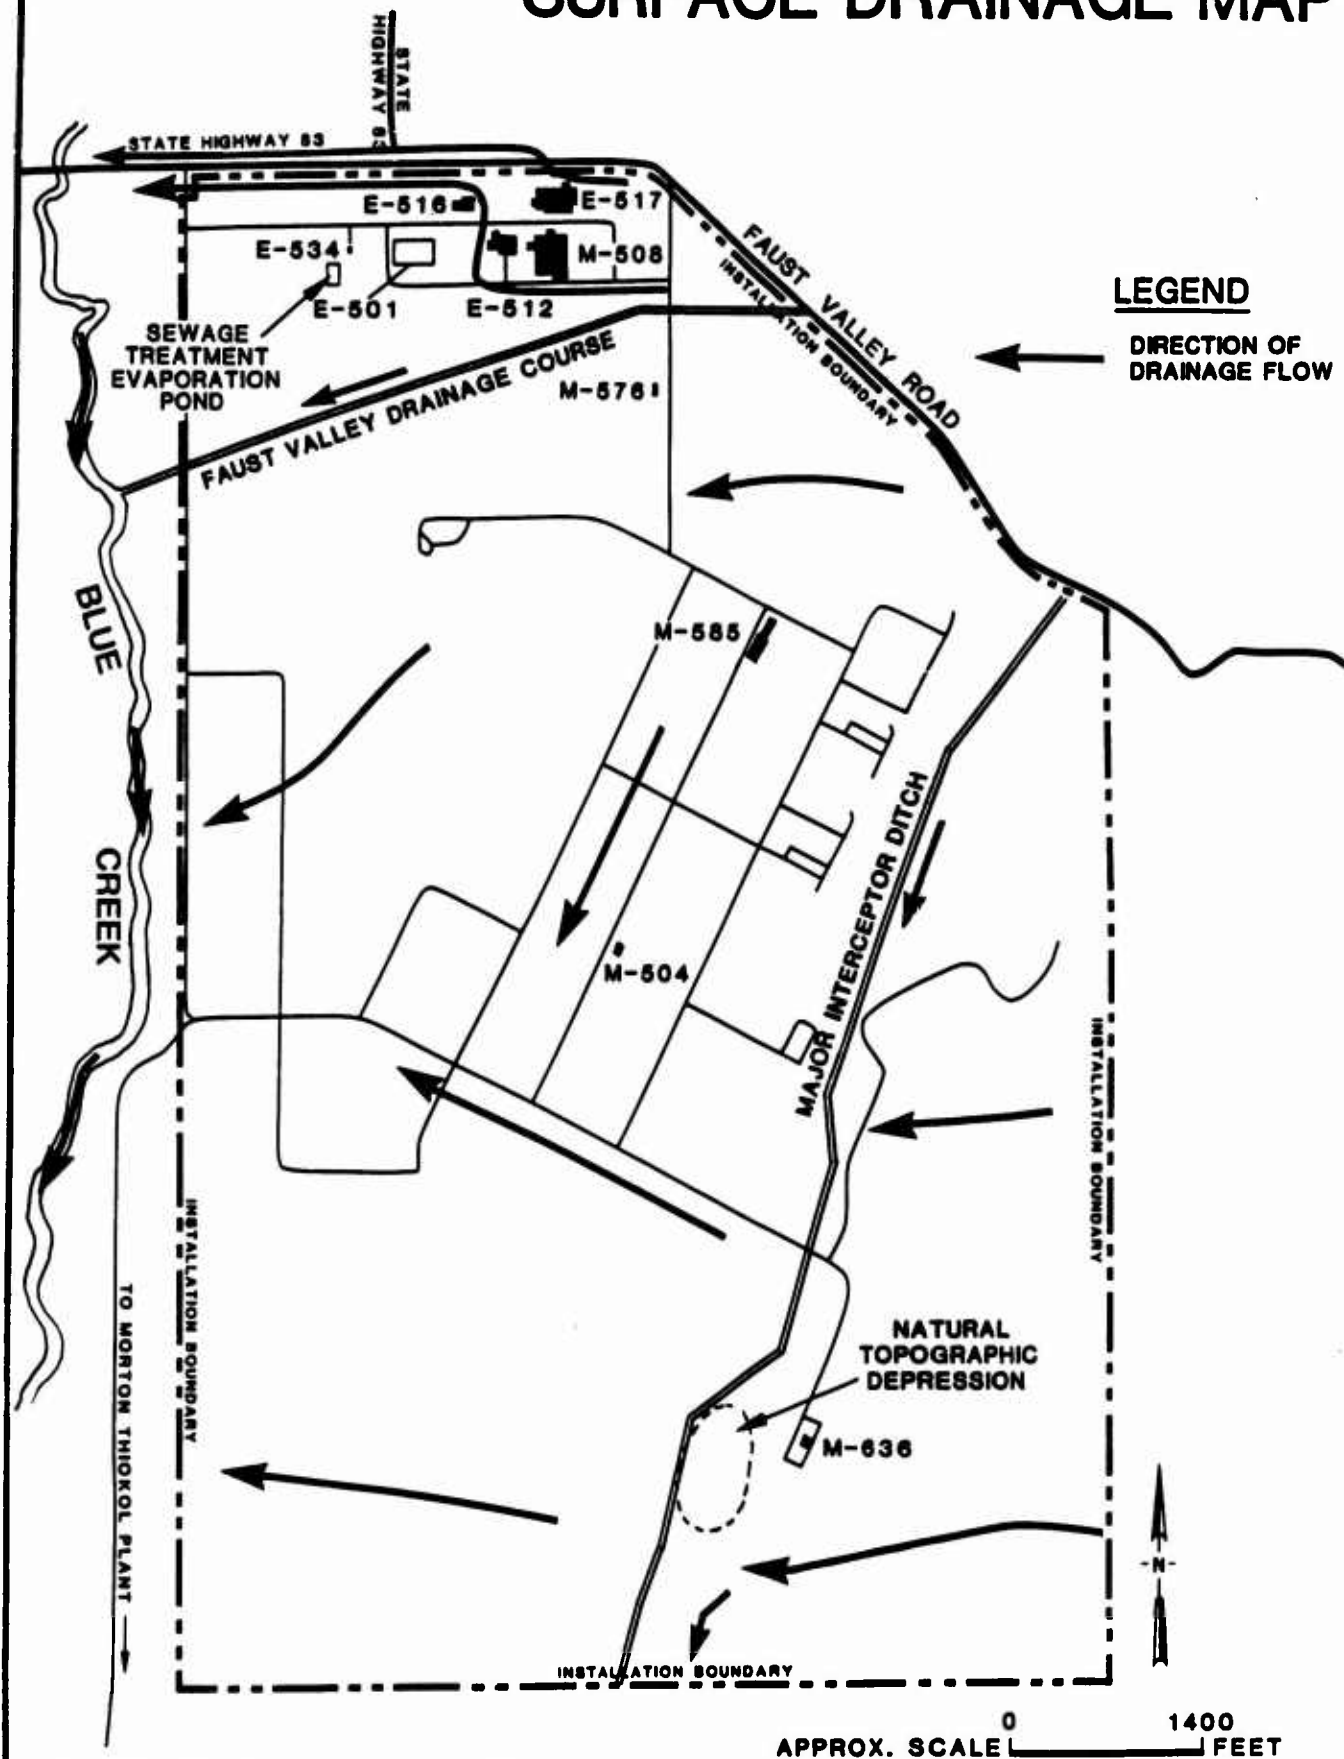 SURFACE DRAINAGE MAP
STATE
HIGHWAY 83
STATE HIGHWAY 83
E-516
E-517
E-534
M-508
E-501
E-512
SEWAGE
TREATMENT
EVAPORATION
POND
FAUST VALLEY ROAD
INSTALLATION BOUNDARY
LEGEND
DIRECTION OF
DRAINAGE FLOW
FAUST VALLEY DRAINAGE COURSE
M-576
BLUE
CREEK
M-585
M-504
MAJOR INTERCEPTOR DITCH
INSTALLATION BOUNDARY
INSTALLATION BOUNDARY
TO MORTON THIOKOL PLANT
NATURAL
TOPOGRAPHIC
DEPRESSION
M-636
-N-
INSTALLATION BOUNDARY
0 1400
APPROX. SCALE FEET